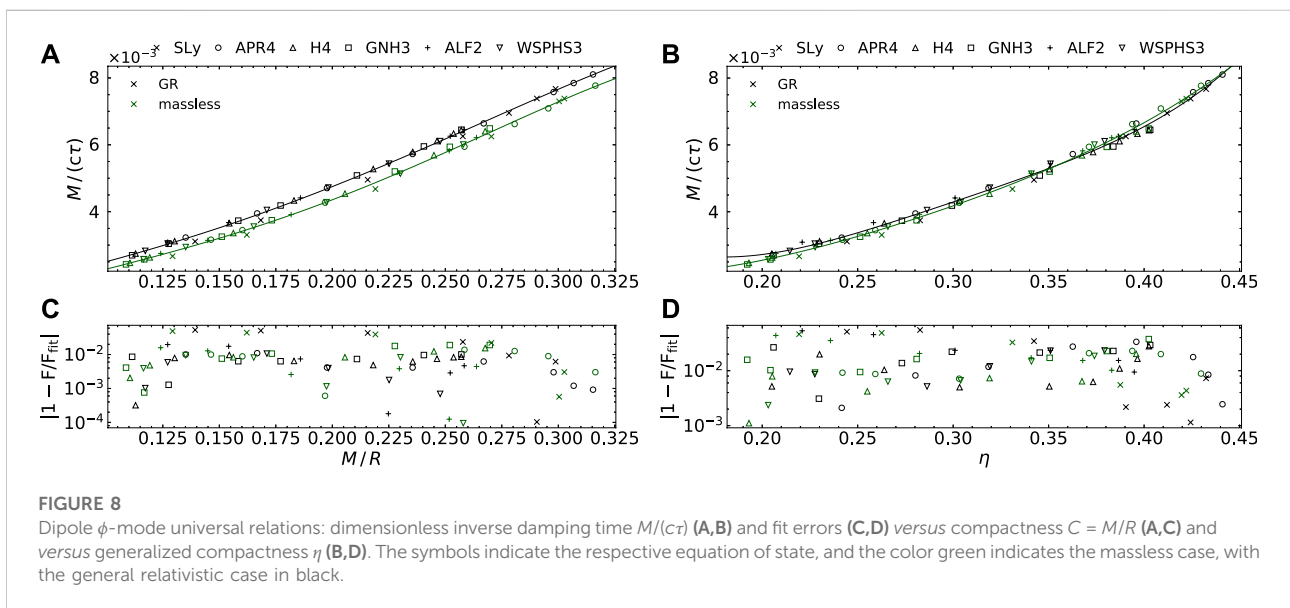 A
× SLy ○ APR4 △ H4 □ GNH3 + ALF2 ▽ WSPHS3
×10⁻³
× GR
× massless
M/(cτ)
8
6
4
0.125 0.150 0.175 0.200 0.225 0.250 0.275 0.300 0.325
B
× SLy ○ APR4 △ H4 □ GNH3 + ALF2 ▽ WSPHS3
×10⁻³
× GR
× massless
M/(cτ)
8
6
4
0.20 0.25 0.30 0.35 0.40 0.45
C
|1 − F/F_fit|
10⁻²
10⁻³
10⁻⁴
0.125 0.150 0.175 0.200 0.225 0.250 0.275 0.300 0.325
M/R
D
|1 − F/F_fit|
10⁻²
10⁻³
0.20 0.25 0.30 0.35 0.40 0.45
η
FIGURE 8
Dipole ϕ-mode universal relations: dimensionless inverse damping time M/(cτ) (A,B) and fit errors (C,D) versus compactness C = M/R (A,C) and
versus generalized compactness η (B,D). The symbols indicate the respective equation of state, and the color green indicates the massless case, with
the general relativistic case in black.